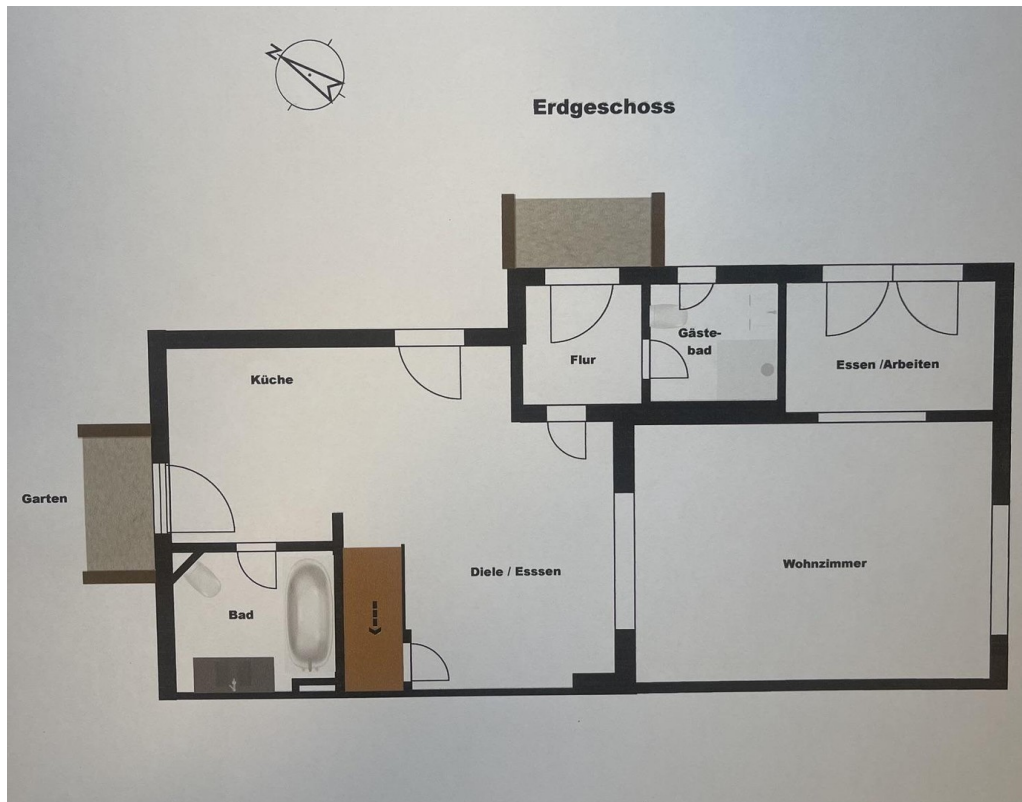 N
Erdgeschoss
Küche
Flur
Gäste-
bad
Essen /Arbeiten
Garten
Diele / Esssen
Wohnzimmer
Bad